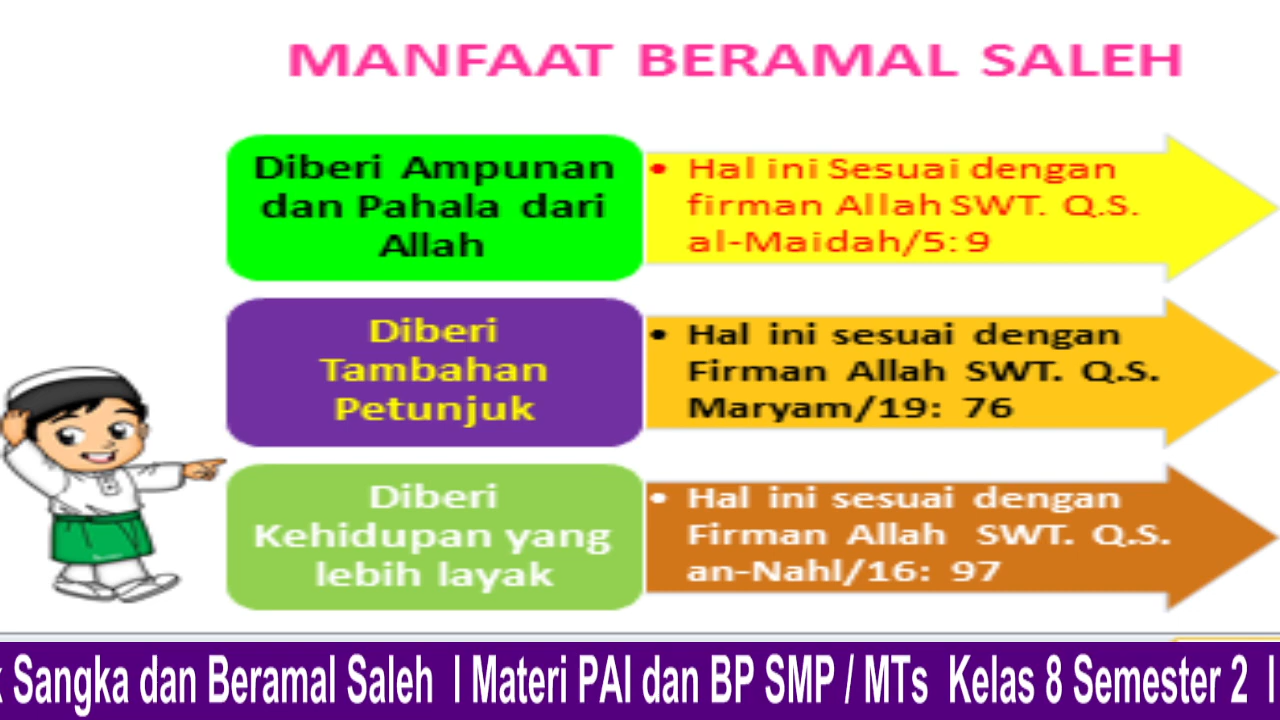 MANFAAT BERAMAL SALEH
Diberi Ampunan
dan Pahala dari
Allah
• Hal ini Sesuai dengan
firman Allah SWT. Q.S.
al-Maidah/5:9
Diberi
Tambahan
Petunjuk
• Hal ini sesuai dengan
Firman Allah SWT. Q.S.
Maryam/19: 76
Diberi
Kehidupan yang
lebih layak
• Hal ini sesuai dengan
Firman Allah SWT. Q.S.
an-Nahl/16: 97
Sangka dan Beramal Saleh I Materi PAI dan BP SMP / MTs Kelas 8 Semester 2 I